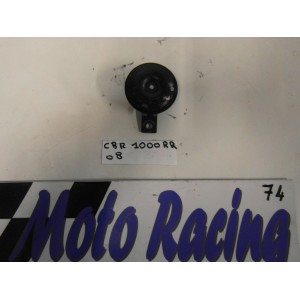 CBR 1000RR
08
74
Moto Racing